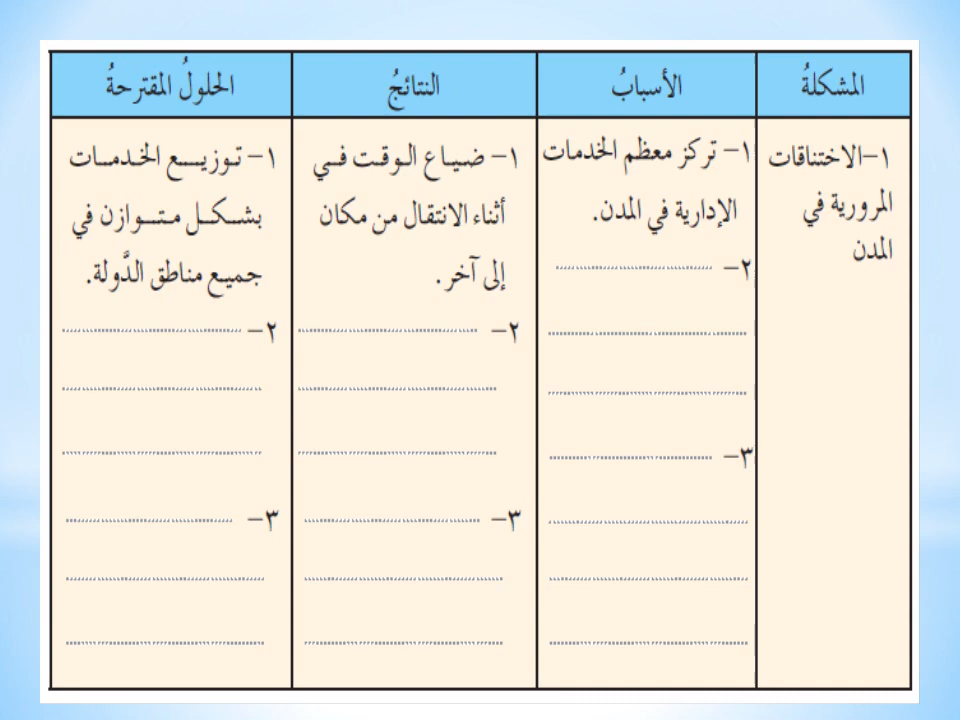 المشكلةُ
الأسبابُ
النتائجُ
الحلولُ المقترحةُ
١-الاختناقات
المرورية في
المدن
١- تركز معظم الخدمات
الإدارية في المدن.
٢-
٣-
١- ضياع الوقت في
أثناء الانتقال من مكان
إلى آخر.
٢-
٣-
١- توزيع الخدمات
بشكل متوازن في
جميع مناطق الدَّولة.
٢-
٣-